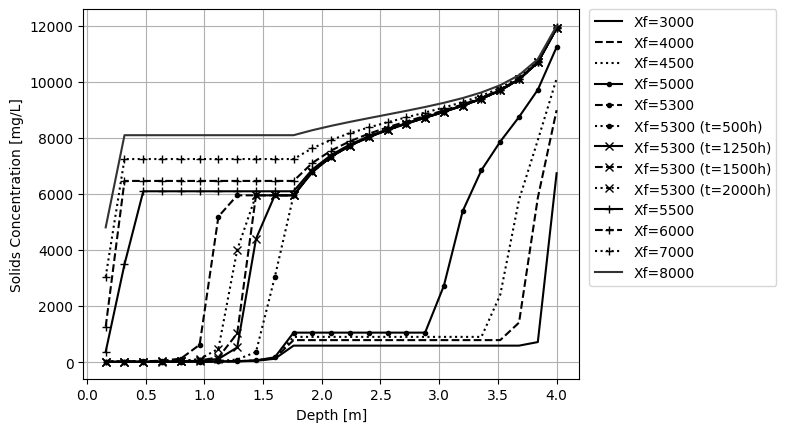 12000
10000
8000
6000
4000
2000
0
Solids Concentration [mg/L]
0.0 0.5 1.0 1.5 2.0 2.5 3.0 3.5 4.0
Depth [m]
Xf=3000
Xf=4000
Xf=4500
Xf=5000
Xf=5300
Xf=5300 (t=500h)
Xf=5300 (t=1250h)
Xf=5300 (t=1500h)
Xf=5300 (t=2000h)
Xf=5500
Xf=6000
Xf=7000
Xf=8000